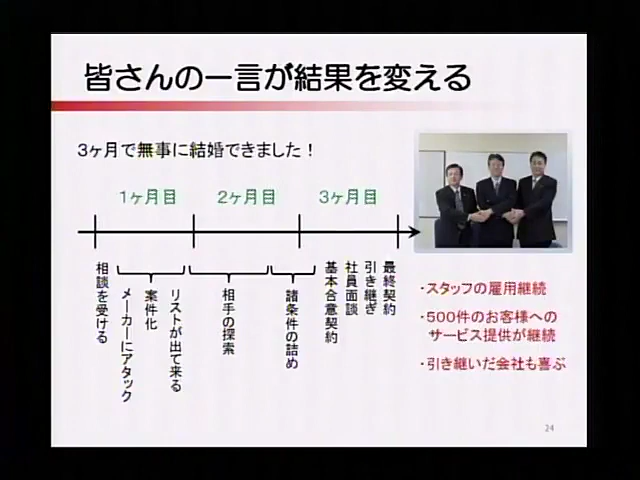 皆さんの一言が結果を変える
3ヶ月で無事に結婚できました！
1ヶ月目
2ヶ月目
3ヶ月目
相談を受ける
メーカーにアタック
案件化
リストが出て来る
相手の探索
諸条件の詰め
基本合意契約
社員面談
引き継ぎ
最終契約
・スタッフの雇用継続
・500件のお客様への
サービス提供が継続
・引き継いだ会社も喜ぶ
24